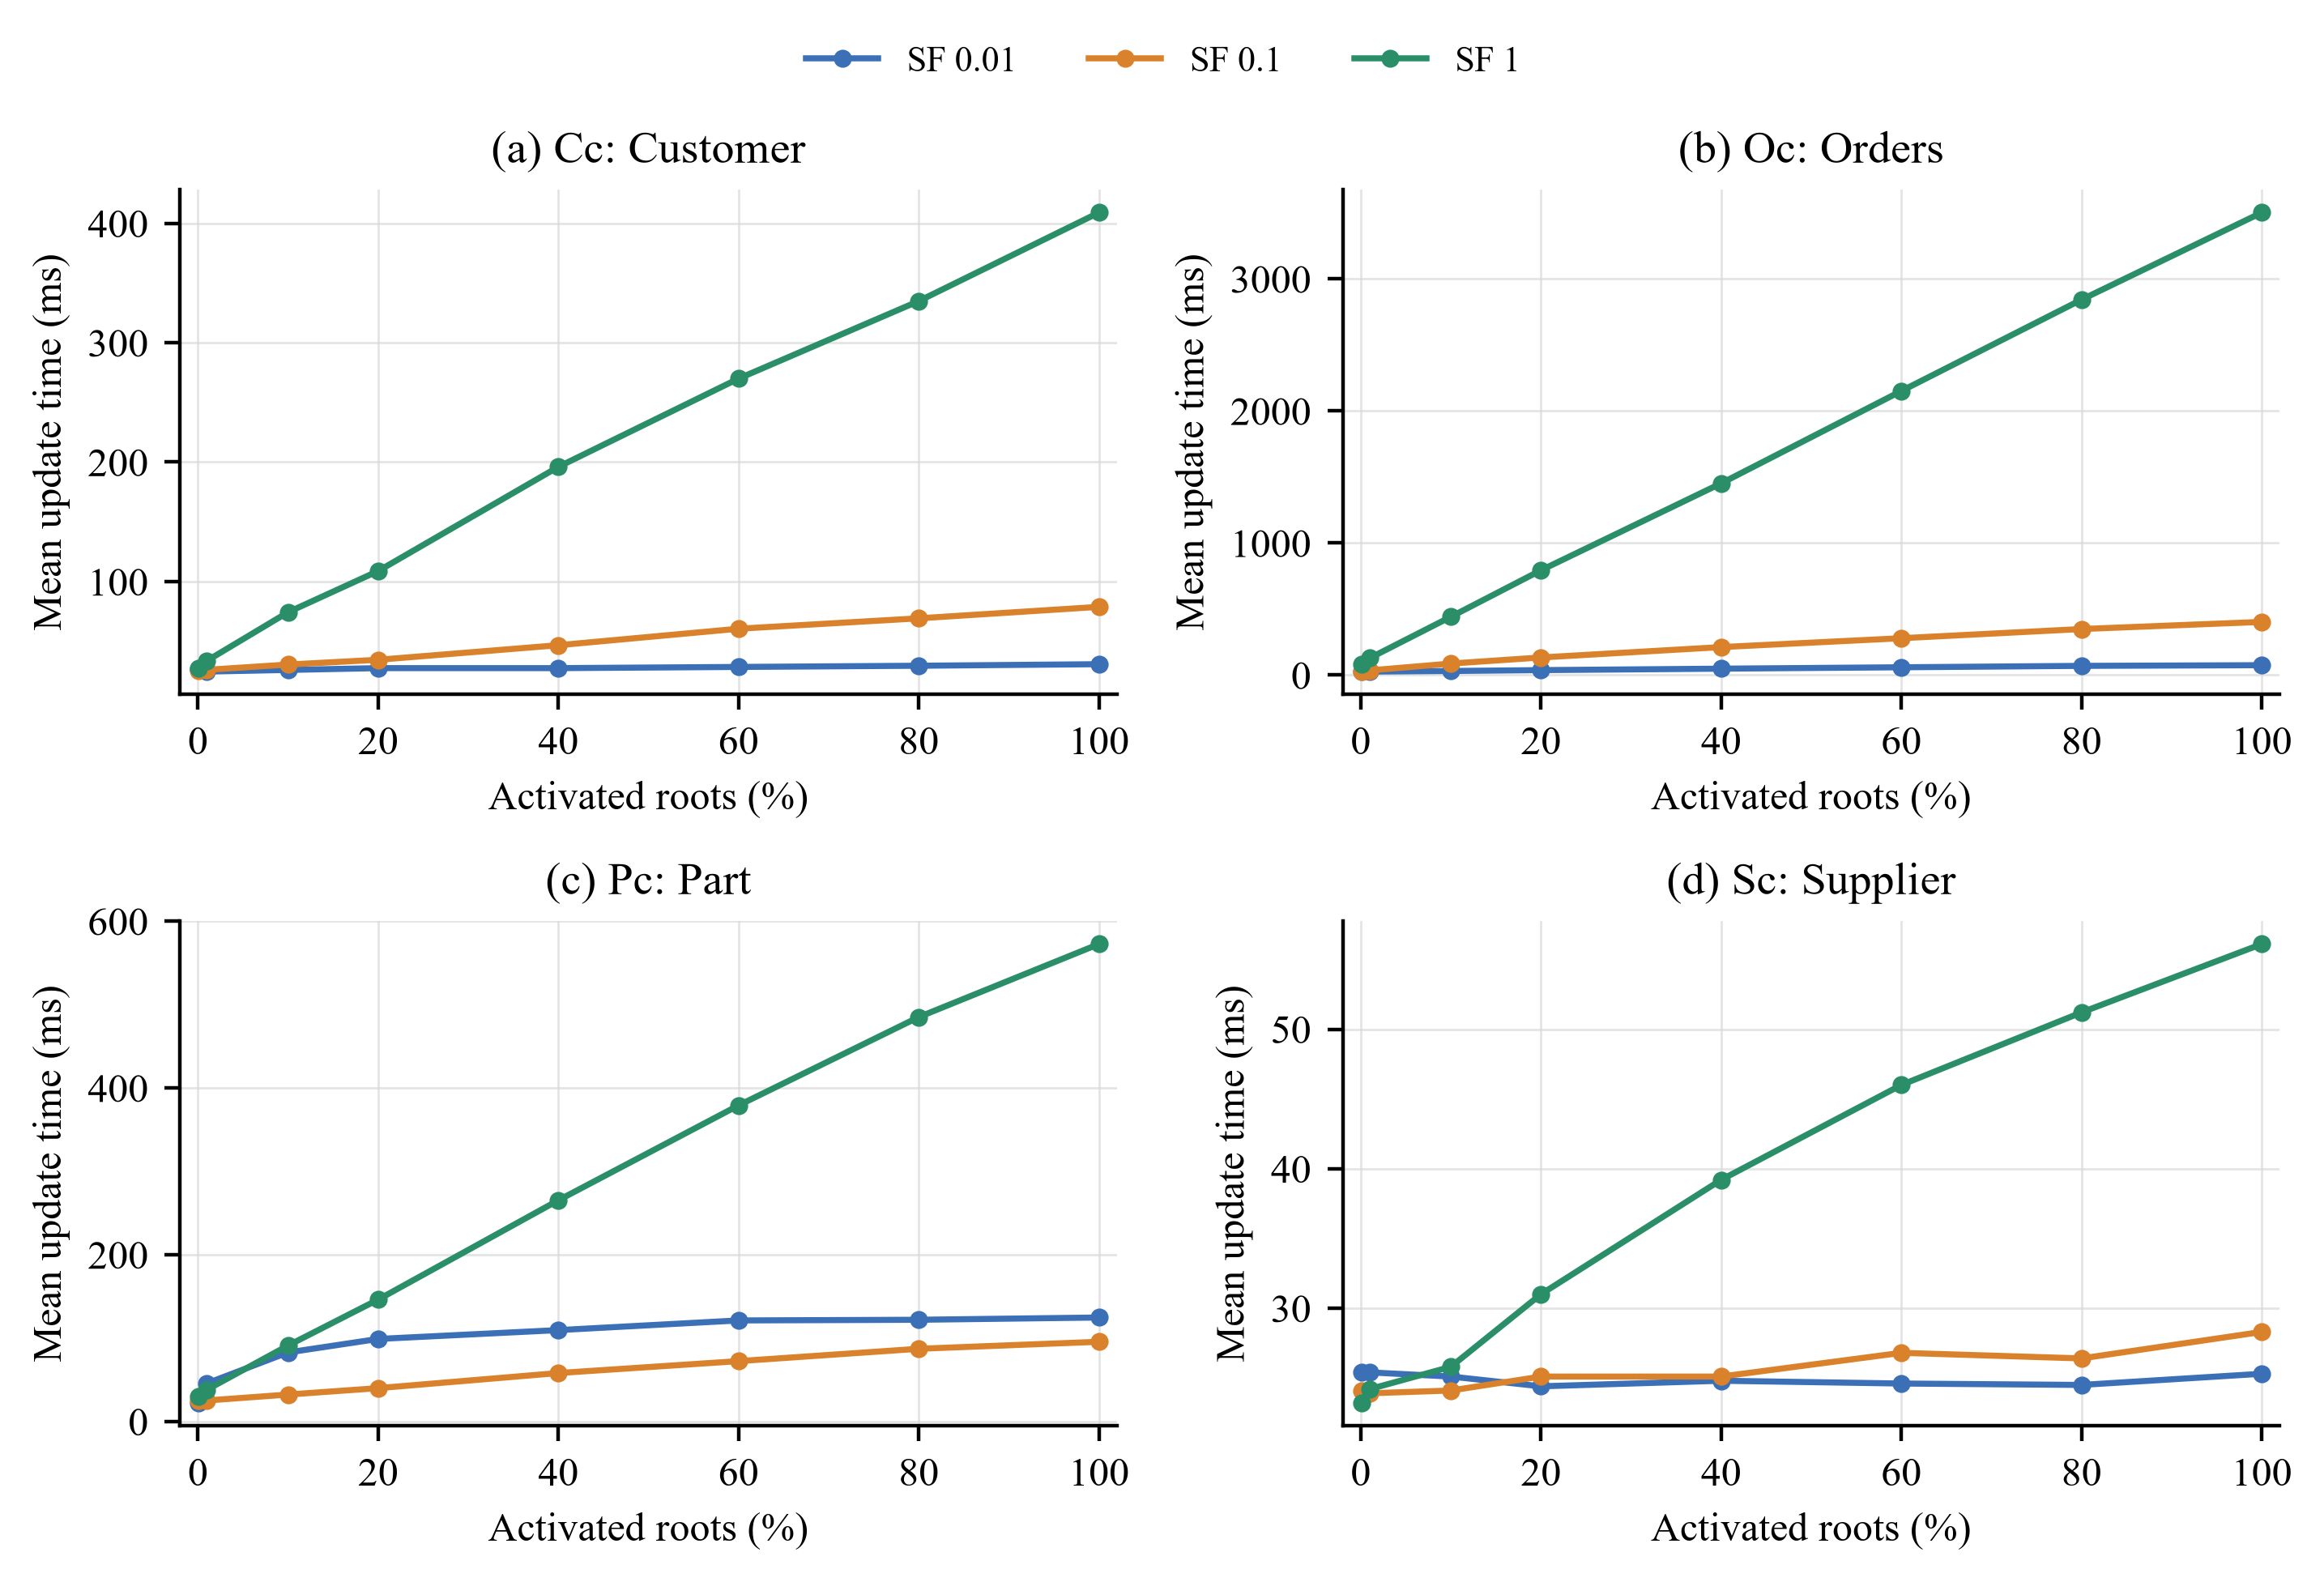 SF 0.01 SF 0.1 SF 1
(a) Cc: Customer
Mean update time (ms)
400
300
200
100
0 20 40 60 80 100
Activated roots (%)
(b) Oc: Orders
Mean update time (ms)
3000
2000
1000
0
0 20 40 60 80 100
Activated roots (%)
(c) Pc: Part
Mean update time (ms)
600
400
200
0
0 20 40 60 80 100
Activated roots (%)
(d) Sc: Supplier
Mean update time (ms)
50
40
30
0 20 40 60 80 100
Activated roots (%)